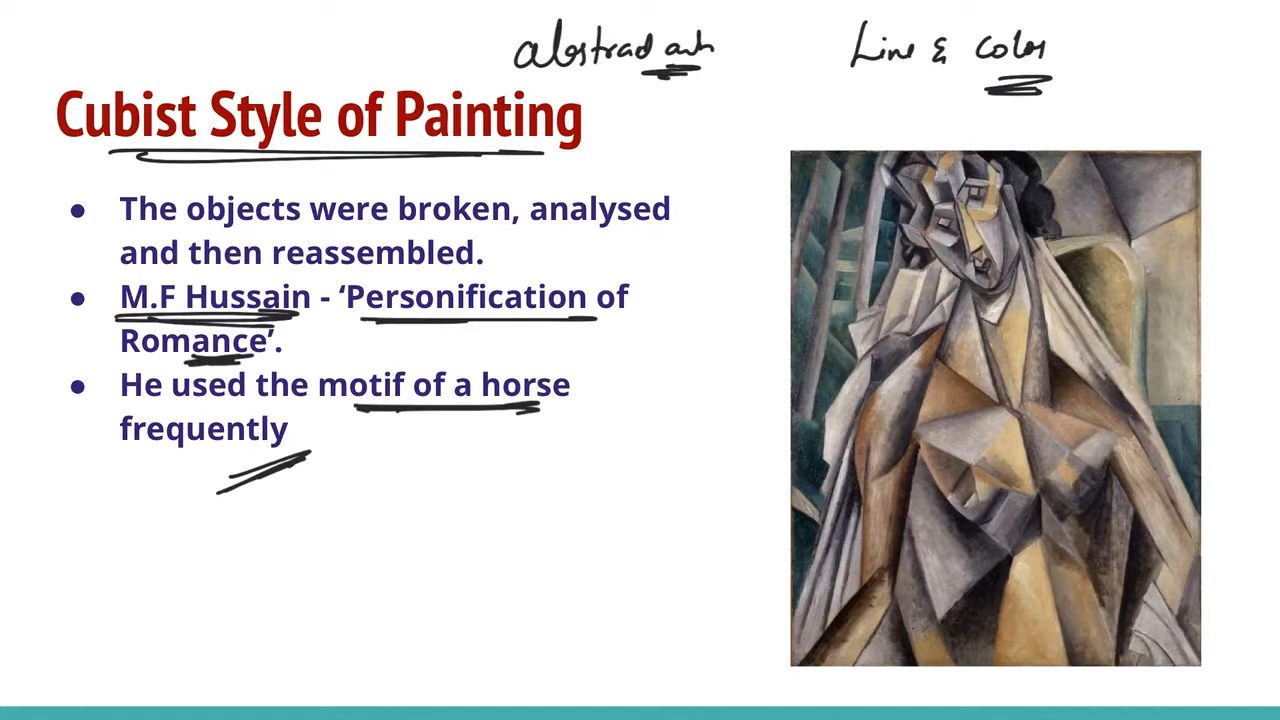 abstrad art Line & color
Cubist Style of Painting
● The objects were broken, analysed
and then reassembled.
● M.F Hussain - ‘Personification of
Romance’.
● He used the motif of a horse
frequently